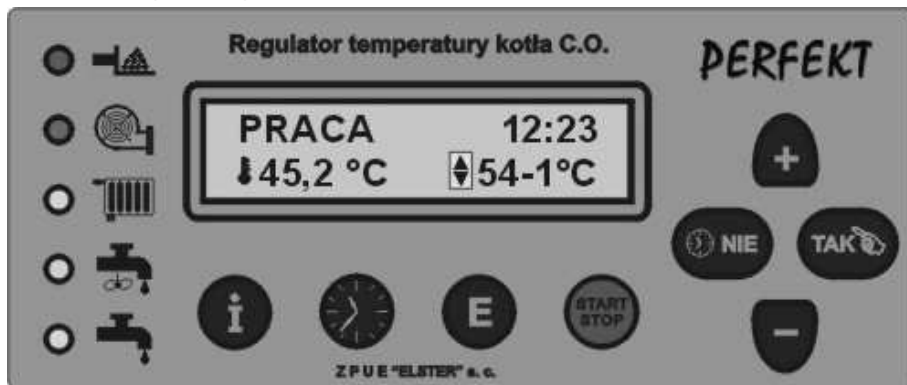 Regulator temperatury kotła C.O.
PERFEKT
PRACA 12:23
45,2 °C 54-1°C
+
NIE TAK
-
i E START
STOP
Z P U E "ELSTER" s. c.